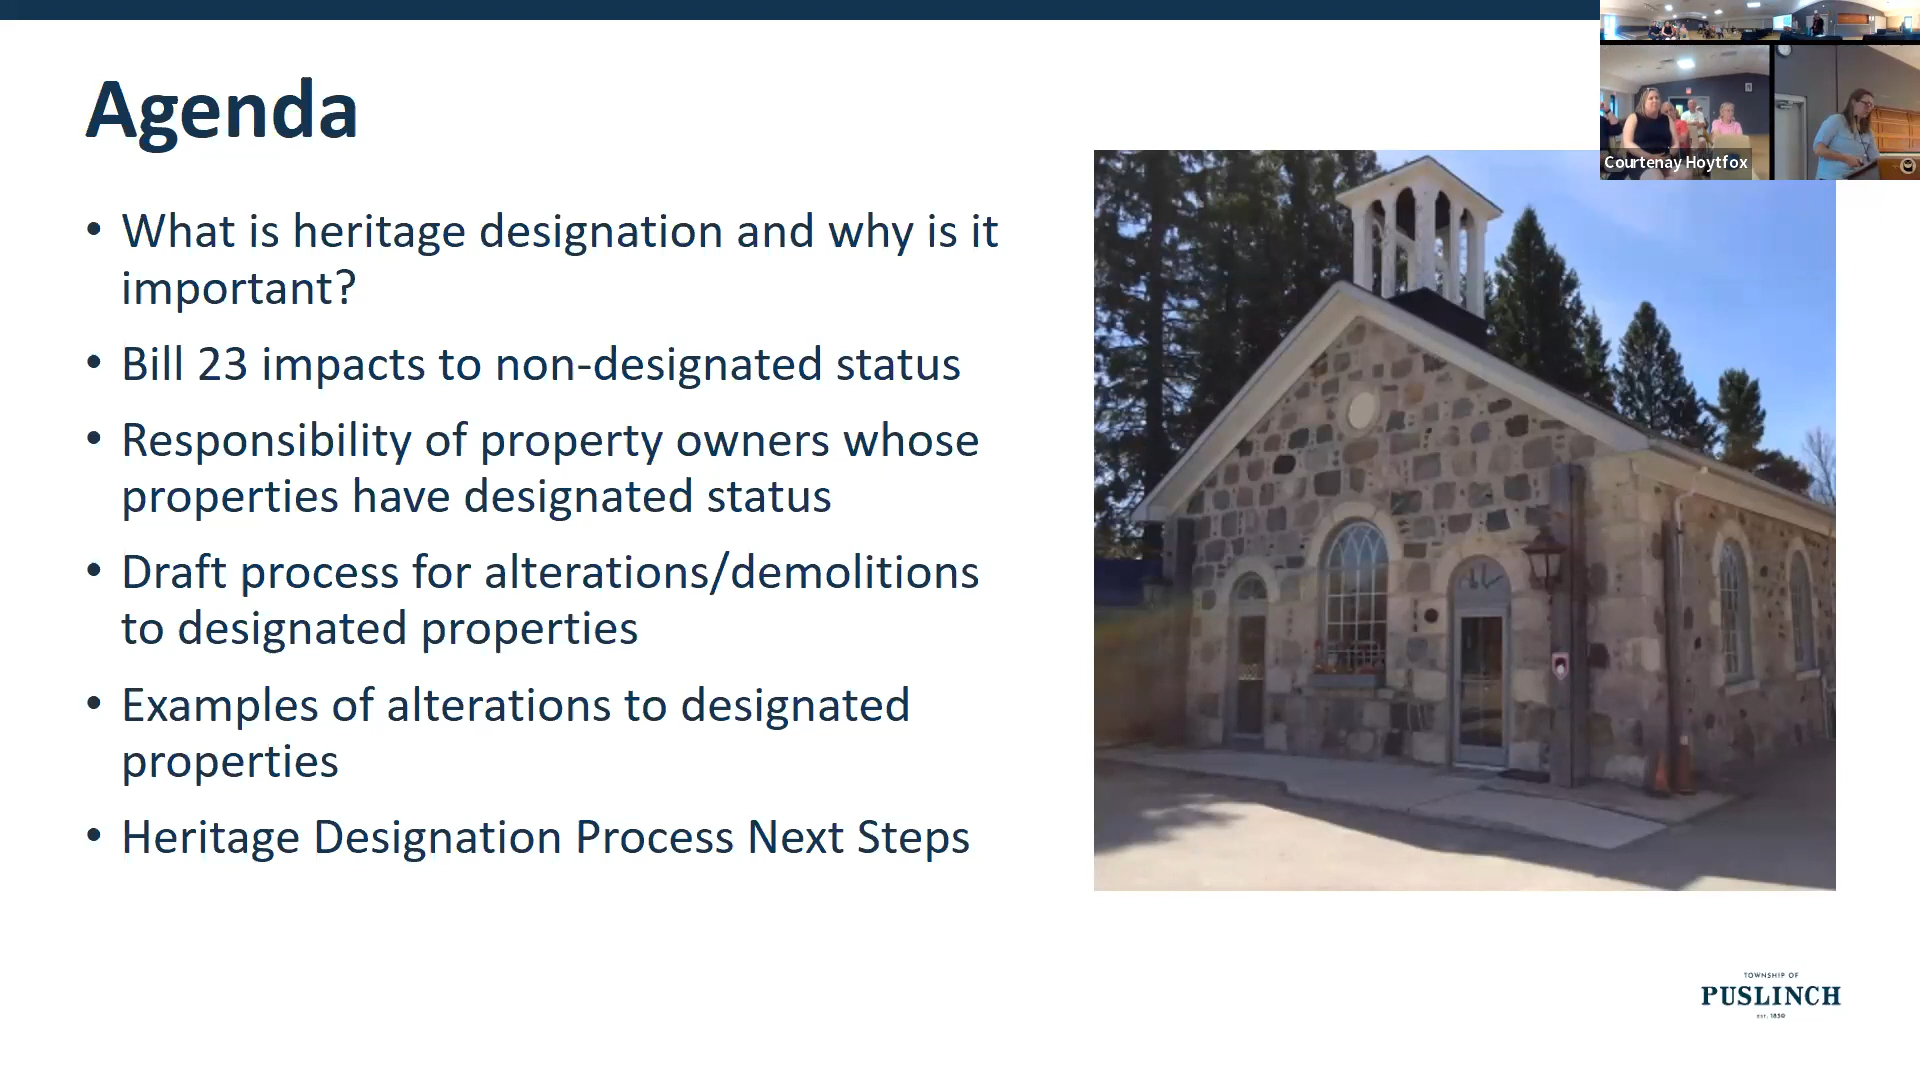 Agenda
• What is heritage designation and why is it
important?
• Bill 23 impacts to non-designated status
• Responsibility of property owners whose
properties have designated status
• Draft process for alterations/demolitions
to designated properties
• Examples of alterations to designated
properties
• Heritage Designation Process Next Steps
Courtenay Hoytfox
TOWNSHIP OF
PUSLINCH
EST. 1850